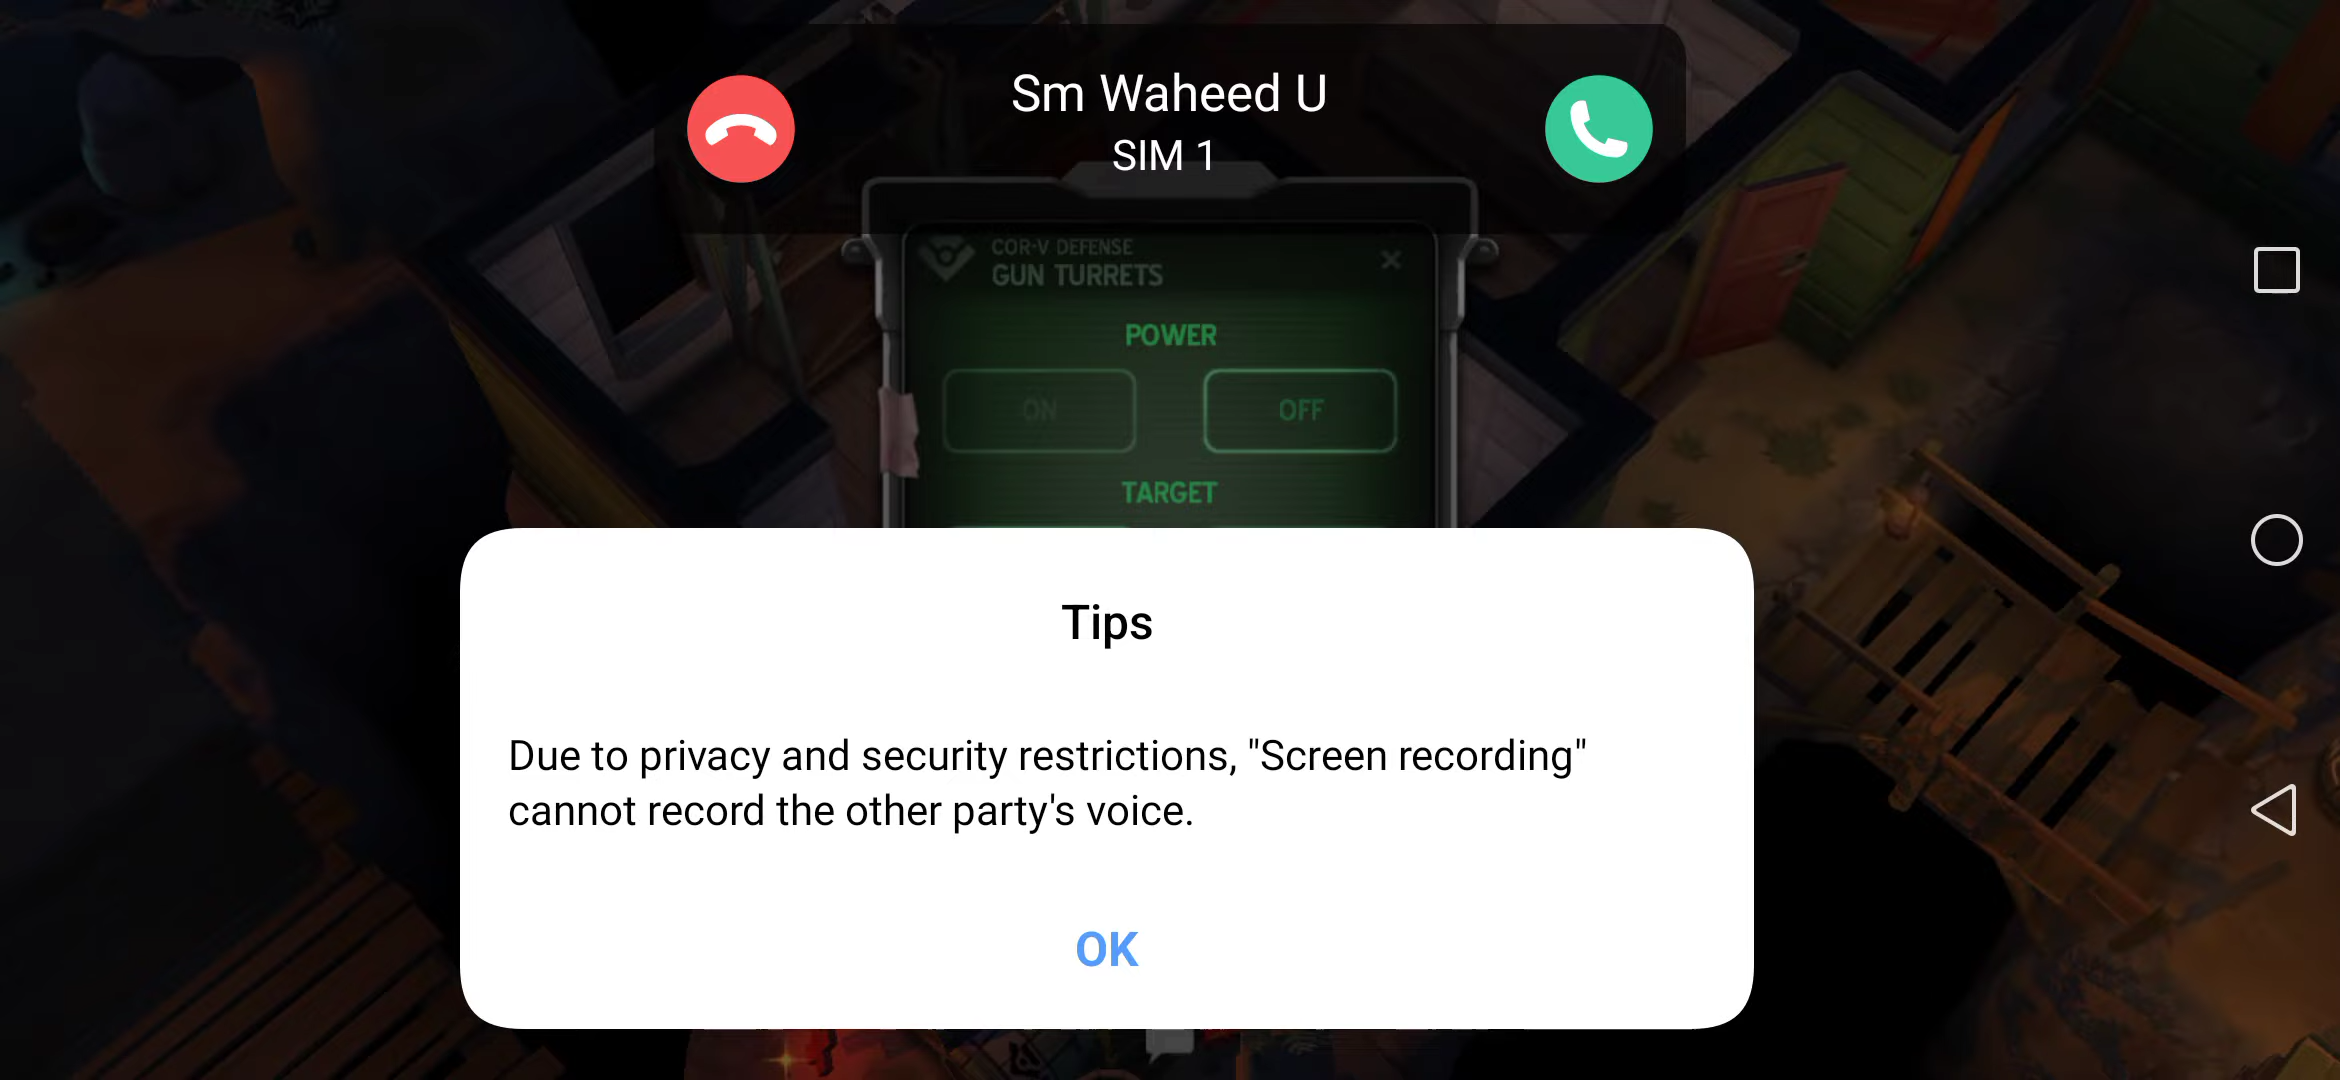 Sm Waheed U
SIM 1
COR-V DEFENSE
GUN TURRETS
POWER
ON
OFF
TARGET
Tips
Due to privacy and security restrictions, "Screen recording"
cannot record the other party's voice.
OK